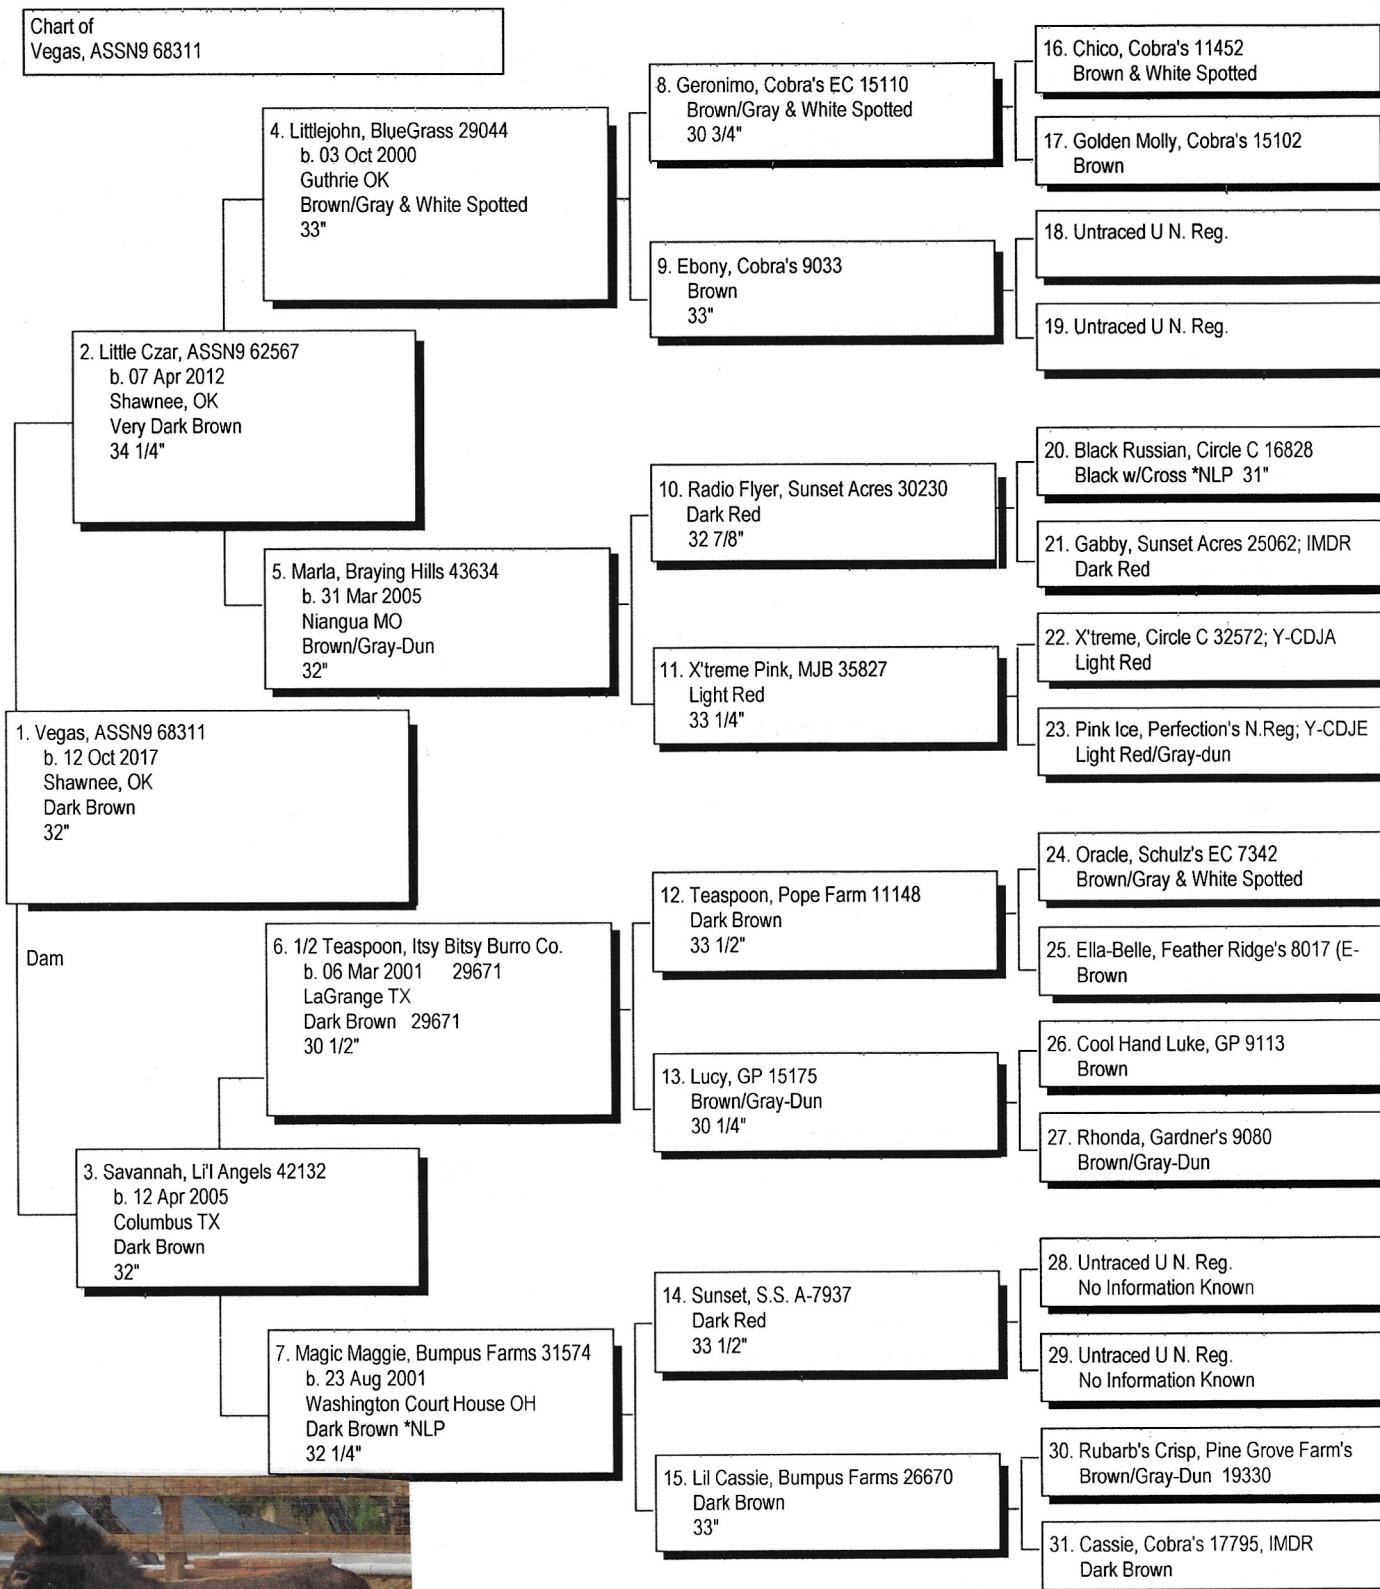 Chart of
Vegas, ASSN9 68311
1. Vegas, ASSN9 68311
b. 12 Oct 2017
Shawnee, OK
Dark Brown
32"
Dam
2. Little Czar, ASSN9 62567
b. 07 Apr 2012
Shawnee, OK
Very Dark Brown
34 1/4"
3. Savannah, Li'l Angels 42132
b. 12 Apr 2005
Columbus TX
Dark Brown
32"
4. Littlejohn, BlueGrass 29044
b. 03 Oct 2000
Guthrie OK
Brown/Gray & White Spotted
33"
5. Marla, Braying Hills 43634
b. 31 Mar 2005
Niangua MO
Brown/Gray-Dun
32"
6. 1/2 Teaspoon, Itsy Bitsy Burro Co.
b. 06 Mar 2001 29671
LaGrange TX
Dark Brown 29671
30 1/2"
7. Magic Maggie, Bumpus Farms 31574
b. 23 Aug 2001
Washington Court House OH
Dark Brown *NLP
32 1/4"
8. Geronimo, Cobra's EC 15110
Brown/Gray & White Spotted
30 3/4"
9. Ebony, Cobra's 9033
Brown
33"
10. Radio Flyer, Sunset Acres 30230
Dark Red
32 7/8"
11. X'treme Pink, MJB 35827
Light Red
33 1/4"
12. Teaspoon, Pope Farm 11148
Dark Brown
33 1/2"
13. Lucy, GP 15175
Brown/Gray-Dun
30 1/4"
14. Sunset, S.S. A-7937
Dark Red
33 1/2"
15. Lil Cassie, Bumpus Farms 26670
Dark Brown
33"
16. Chico, Cobra's 11452
Brown & White Spotted
17. Golden Molly, Cobra's 15102
Brown
18. Untraced U N. Reg.
19. Untraced U N. Reg.
20. Black Russian, Circle C 16828
Black w/Cross *NLP 31"
21. Gabby, Sunset Acres 25062; IMDR
Dark Red
22. X'treme, Circle C 32572; Y-CDJA
Light Red
23. Pink Ice, Perfection's N.Reg; Y-CDJE
Light Red/Gray-dun
24. Oracle, Schulz's EC 7342
Brown/Gray & White Spotted
25. Ella-Belle, Feather Ridge's 8017 (E-
Brown
26. Cool Hand Luke, GP 9113
Brown
27. Rhonda, Gardner's 9080
Brown/Gray-Dun
28. Untraced U N. Reg.
No Information Known
29. Untraced U N. Reg.
No Information Known
30. Rubarb's Crisp, Pine Grove Farm's
Brown/Gray-Dun 19330
31. Cassie, Cobra's 17795, IMDR
Dark Brown